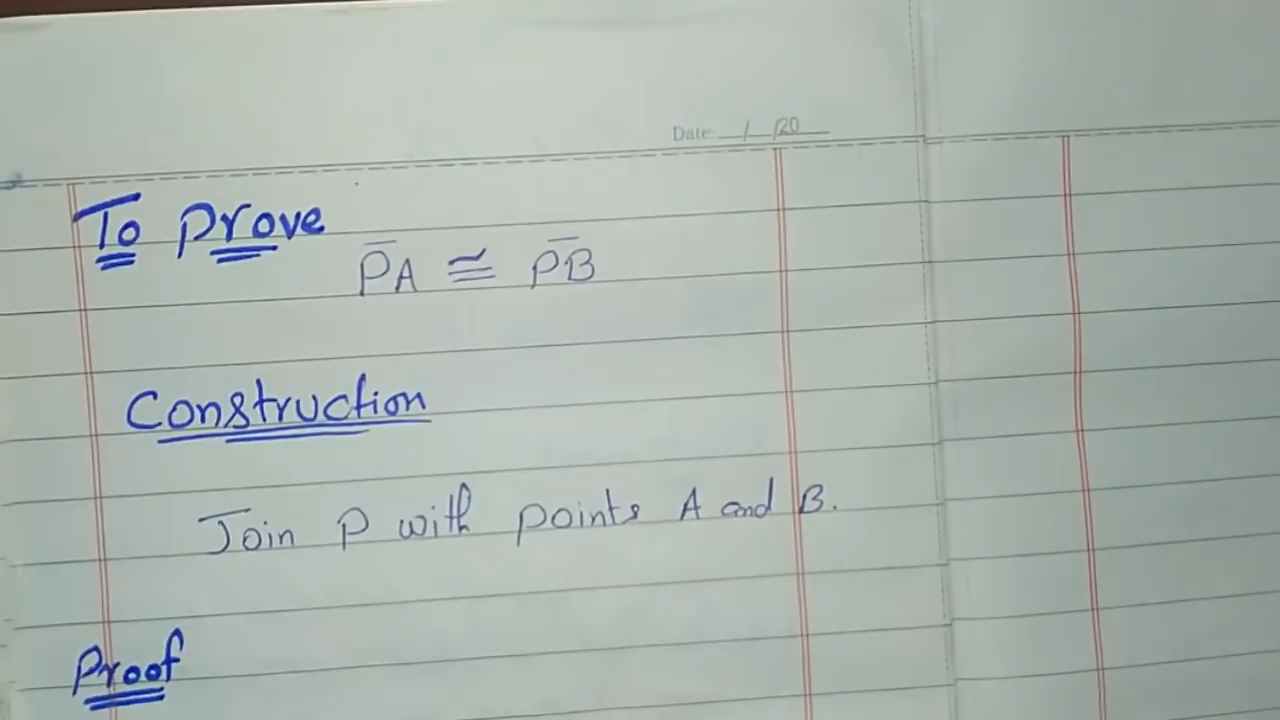 Date: __/__/20__
To Prove
P̅A ≅ P̅B
Construction
Join P with points A and B.
Proof